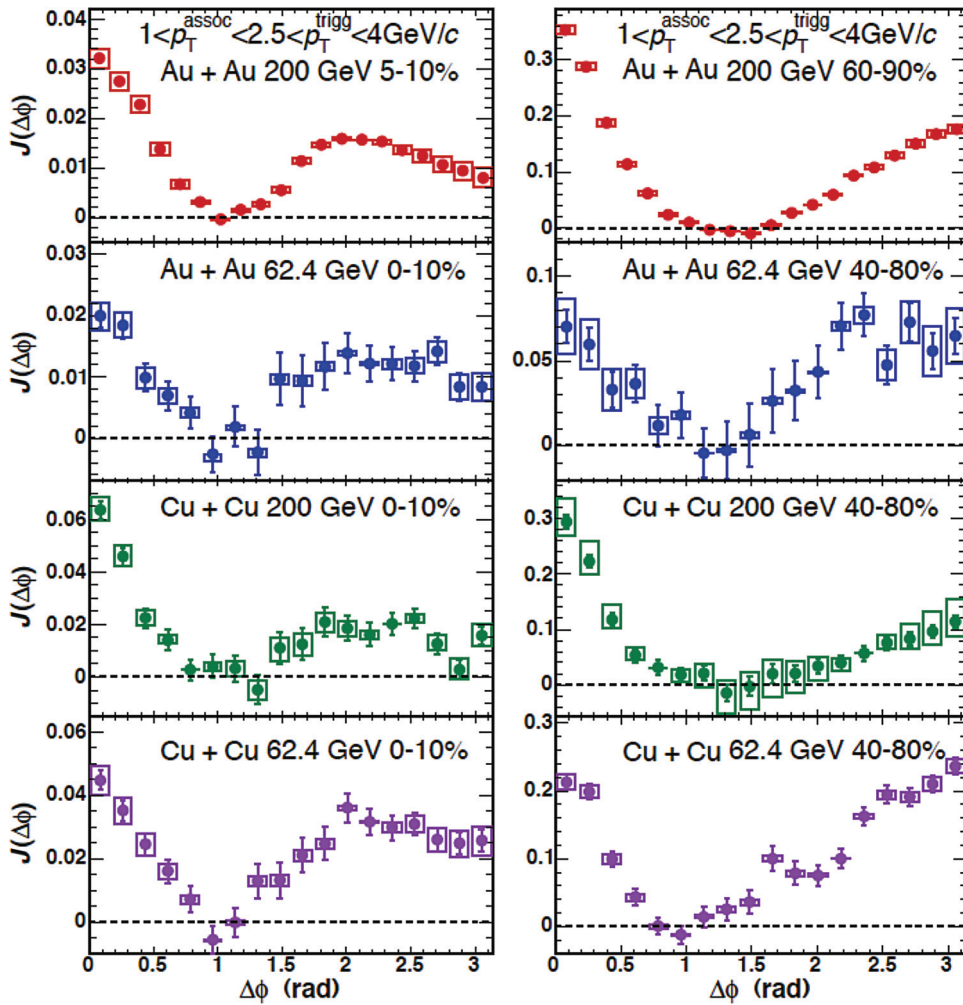 1<p_T^assoc<2.5<p_T^trigg<4GeV/c
Au + Au 200 GeV 5-10%
J(Δϕ)
0.04
0.03
0.02
0.01
0
1<p_T^assoc<2.5<p_T^trigg<4GeV/c
Au + Au 200 GeV 60-90%
0.3
0.2
0.1
0
Au + Au 62.4 GeV 0-10%
J(Δϕ)
0.03
0.02
0.01
0
Au + Au 62.4 GeV 40-80%
0.1
0.05
0
Cu + Cu 200 GeV 0-10%
J(Δϕ)
0.06
0.04
0.02
0
Cu + Cu 200 GeV 40-80%
0.3
0.2
0.1
0
Cu + Cu 62.4 GeV 0-10%
J(Δϕ)
0.06
0.04
0.02
0
0 0.5 1 1.5 2 2.5 3
Δϕ (rad)
Cu + Cu 62.4 GeV 40-80%
0.3
0.2
0.1
0
0 0.5 1 1.5 2 2.5 3
Δϕ (rad)